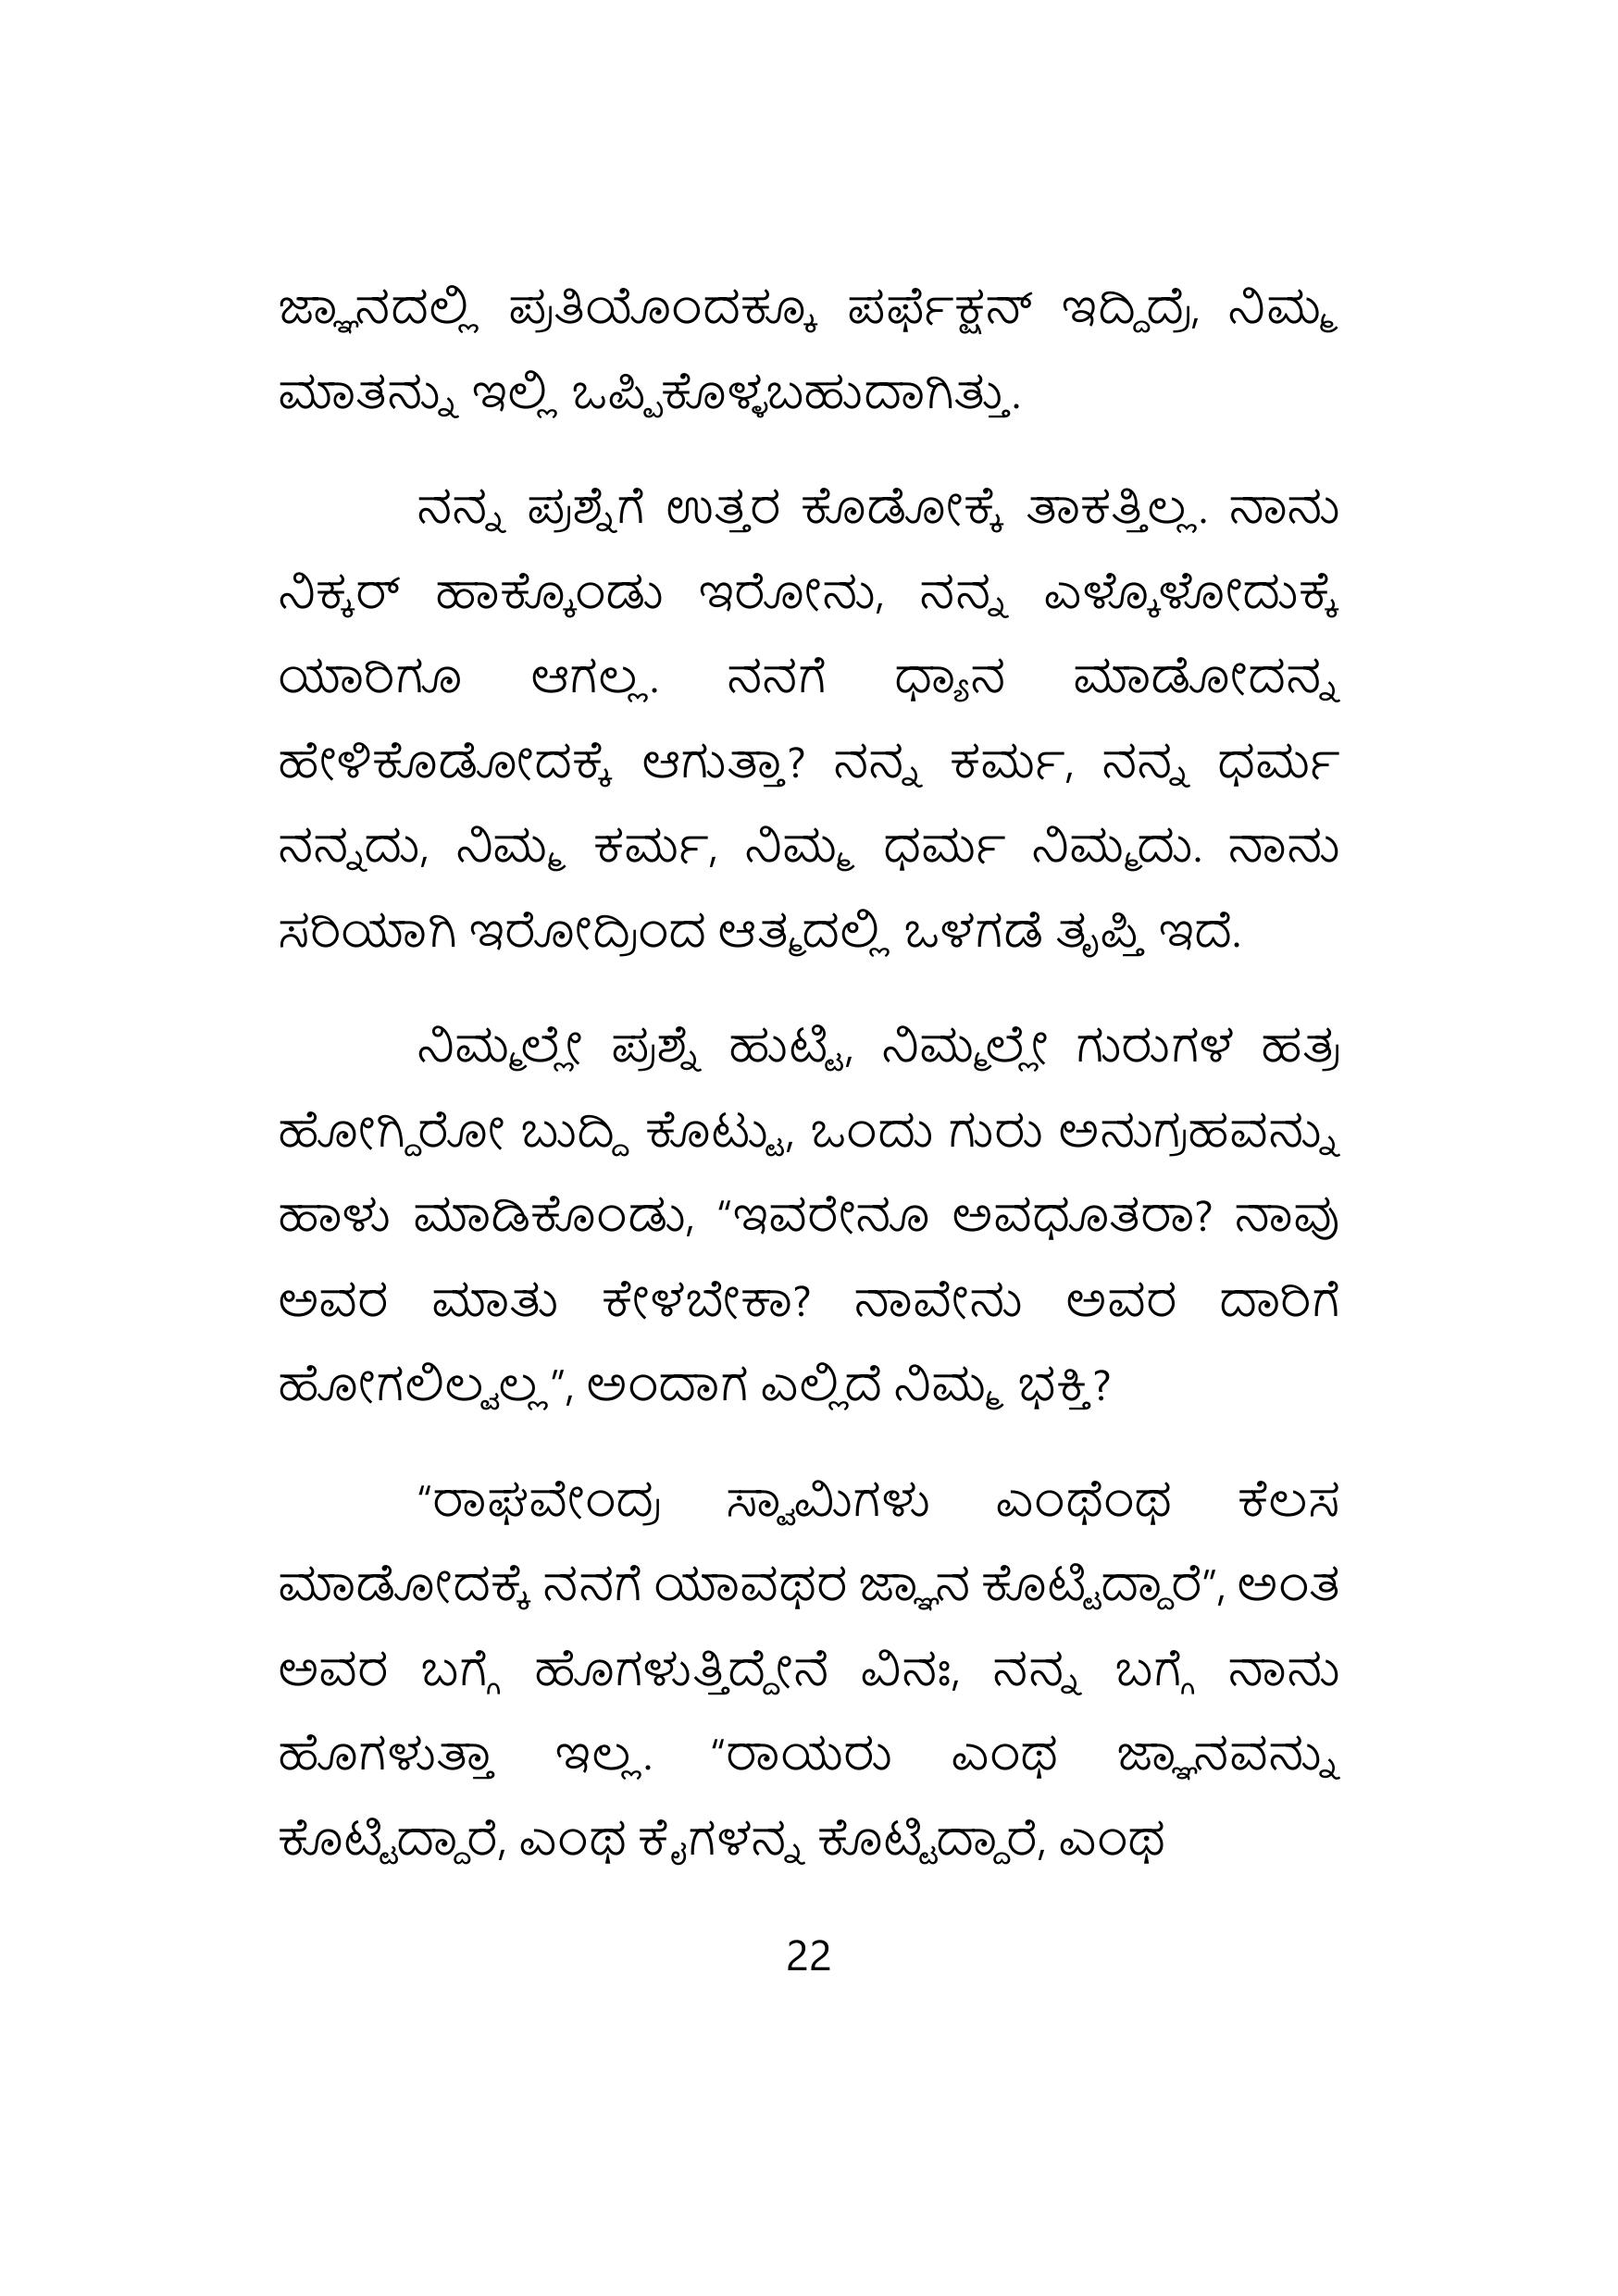 ಜ್ಞಾನದಲ್ಲಿ ಪ್ರತಿಯೊಂದಕ್ಕೂ ಪರ್ಫೆಕ್ಷನ್ ಇದ್ದಿದ್ರೆ, ನಿಮ್ಮ
ಮಾತನ್ನು ಇಲ್ಲಿ ಒಪ್ಪಿಕೊಳ್ಳಬಹುದಾಗಿತ್ತು.
ನನ್ನ ಪ್ರಶ್ನೆಗೆ ಉತ್ತರ ಕೊಡೋಕ್ಕೆ ತಾಕತ್ತಿಲ್ಲ. ನಾನು
ನಿಕ್ಕರ್ ಹಾಕ್ಕೊಂಡು ಇರೋನು, ನನ್ನ ಎಳ್ಕೊಳೋದುಕ್ಕೆ
ಯಾರಿಗೂ ಆಗಲ್ಲ. ನನಗೆ ಧ್ಯಾನ ಮಾಡೋದನ್ನ
ಹೇಳಿಕೊಡೋದಕ್ಕೆ ಆಗುತ್ತಾ? ನನ್ನ ಕರ್ಮ, ನನ್ನ ಧರ್ಮ
ನನ್ನದು, ನಿಮ್ಮ ಕರ್ಮ, ನಿಮ್ಮ ಧರ್ಮ ನಿಮ್ಮದು. ನಾನು
ಸರಿಯಾಗಿ ಇರೋದ್ರಿಂದ ಆತ್ಮದಲ್ಲಿ ಒಳಗಡೆ ತೃಪ್ತಿ ಇದೆ.
ನಿಮ್ಮಲ್ಲೇ ಪ್ರಶ್ನೆ ಹುಟ್ಟಿ, ನಿಮ್ಮಲ್ಲೇ ಗುರುಗಳ ಹತ್ರ
ಹೋಗ್ದಿರೋ ಬುದ್ದಿ ಕೊಟ್ಟು, ಒಂದು ಗುರು ಅನುಗ್ರಹವನ್ನು
ಹಾಳು ಮಾಡಿಕೊಂಡು, “ಇವರೇನೂ ಅವಧೂತರಾ? ನಾವು
ಅವರ ಮಾತು ಕೇಳಬೇಕಾ? ನಾವೇನು ಅವರ ದಾರಿಗೆ
ಹೋಗಲಿಲ್ವಲ್ಲ”, ಅಂದಾಗ ಎಲ್ಲಿದೆ ನಿಮ್ಮ ಭಕ್ತಿ?
“ರಾಘವೇಂದ್ರ ಸ್ವಾಮಿಗಳು ಎಂಥೆಂಥ ಕೆಲಸ
ಮಾಡೋದಕ್ಕೆ ನನಗೆ ಯಾವಥರ ಜ್ಞಾನ ಕೊಟ್ಟಿದ್ದಾರೆ”, ಅಂತ
ಅವರ ಬಗ್ಗೆ ಹೊಗಳುತ್ತಿದ್ದೇನೆ ವಿನಃ, ನನ್ನ ಬಗ್ಗೆ ನಾನು
ಹೊಗಳುತ್ತಾ ಇಲ್ಲ. “ರಾಯರು ಎಂಥ ಜ್ಞಾನವನ್ನು
ಕೊಟ್ಟಿದ್ದಾರೆ, ಎಂಥ ಕೈಗಳನ್ನ ಕೊಟ್ಟಿದ್ದಾರೆ, ಎಂಥ
22